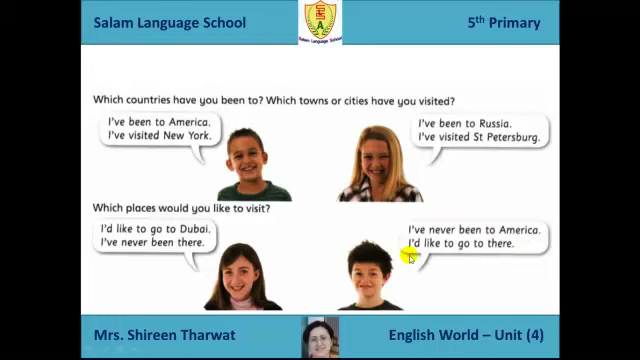 Salam Language School
5th Primary
Salam Language School
Which countries have you been to? Which towns or cities have you visited?
I've been to America.
I've visited New York.
I've been to Russia.
I've visited St Petersburg.
Which places would you like to visit?
I'd like to go to Dubai.
I've never been there.
I've never been to America.
I'd like to go to there.
Mrs. Shireen Tharwat
English World – Unit (4)